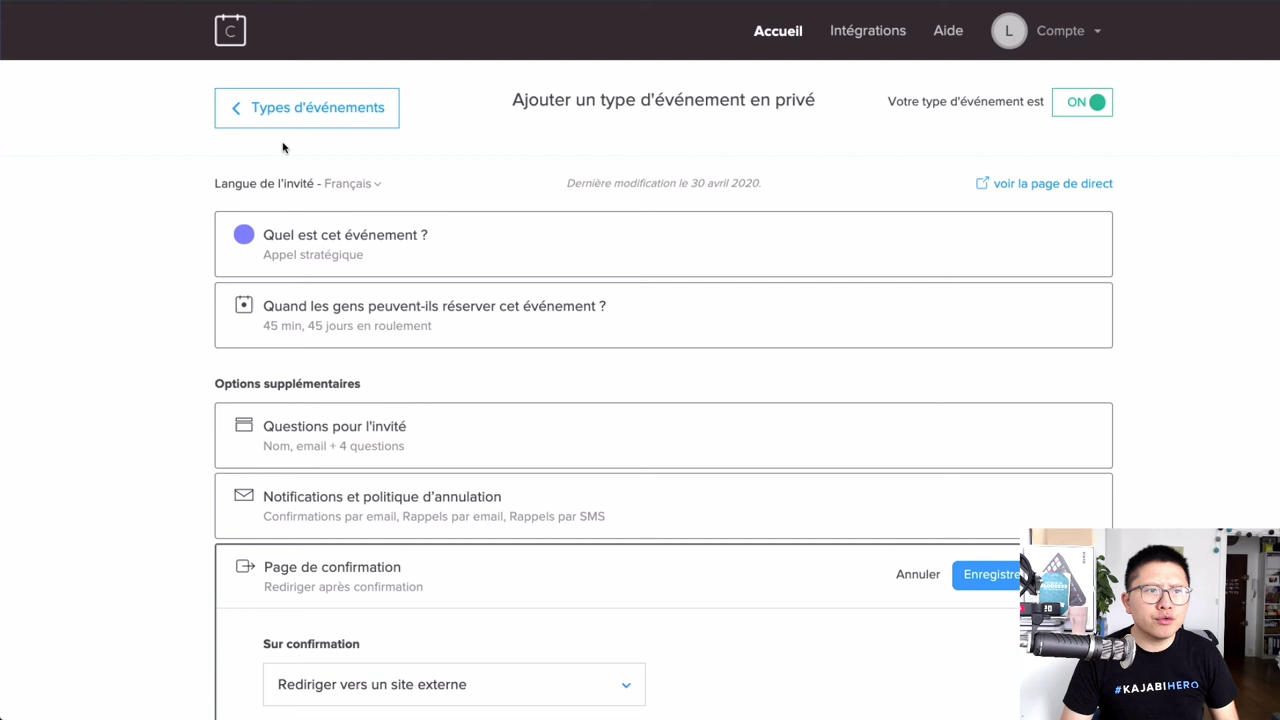 C
Accueil
Intégrations
Aide
L
Compte
Types d'événements
Ajouter un type d'événement en privé
Votre type d'événement est
ON
Langue de l'invité - Français
Dernière modification le 30 avril 2020.
voir la page de direct
Quel est cet événement ?
Appel stratégique
Quand les gens peuvent-ils réserver cet événement ?
45 min, 45 jours en roulement
Options supplémentaires
Questions pour l'invité
Nom, email + 4 questions
Notifications et politique d'annulation
Confirmations par email, Rappels par email, Rappels par SMS
Page de confirmation
Rediriger après confirmation
Annuler
Enregistre
Sur confirmation
Rediriger vers un site externe
#KAJABIHERO